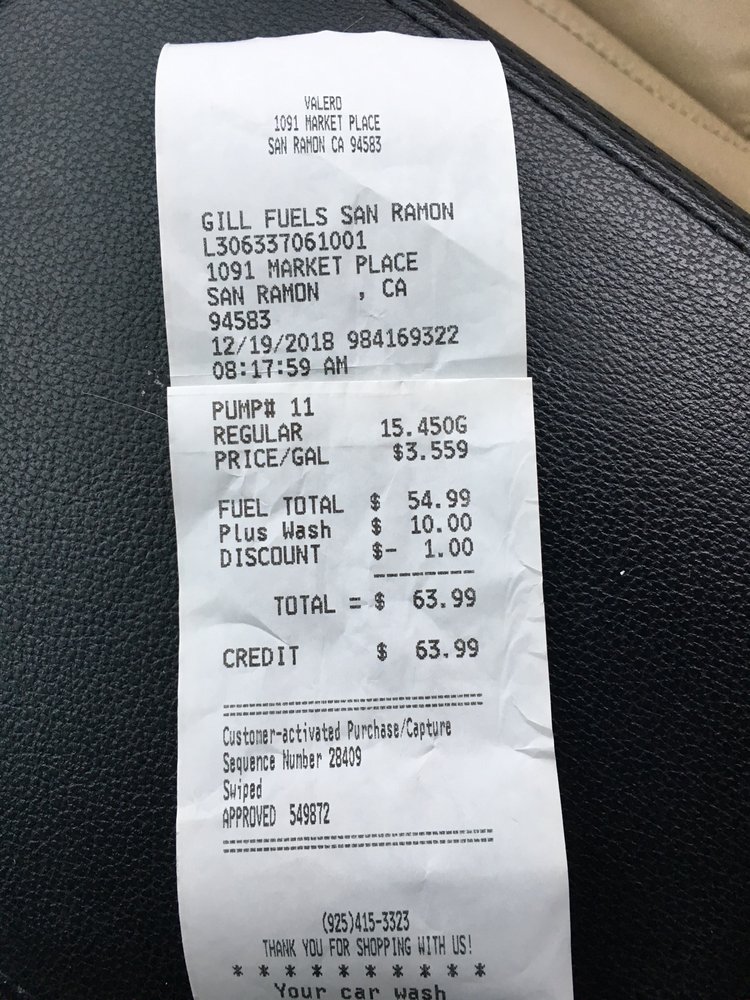 VALERO
1091 MARKET PLACE
SAN RAMON CA 94583
GILL FUELS SAN RAMON
L306337061001
1091 MARKET PLACE
SAN RAMON , CA
94583
12/19/2018 984169322
08:17:59 AM
PUMP# 11
REGULAR 15.450G
PRICE/GAL $3.559
FUEL TOTAL $ 54.99
Plus Wash $ 10.00
DISCOUNT $- 1.00
TOTAL = $ 63.99
CREDIT $ 63.99
Customer-activated Purchase/Capture
Sequence Number 28409
Swiped
APPROVED 549872
(925)415-3323
THANK YOU FOR SHOPPING WITH US!
* * * * * * * * * *
Your car wash